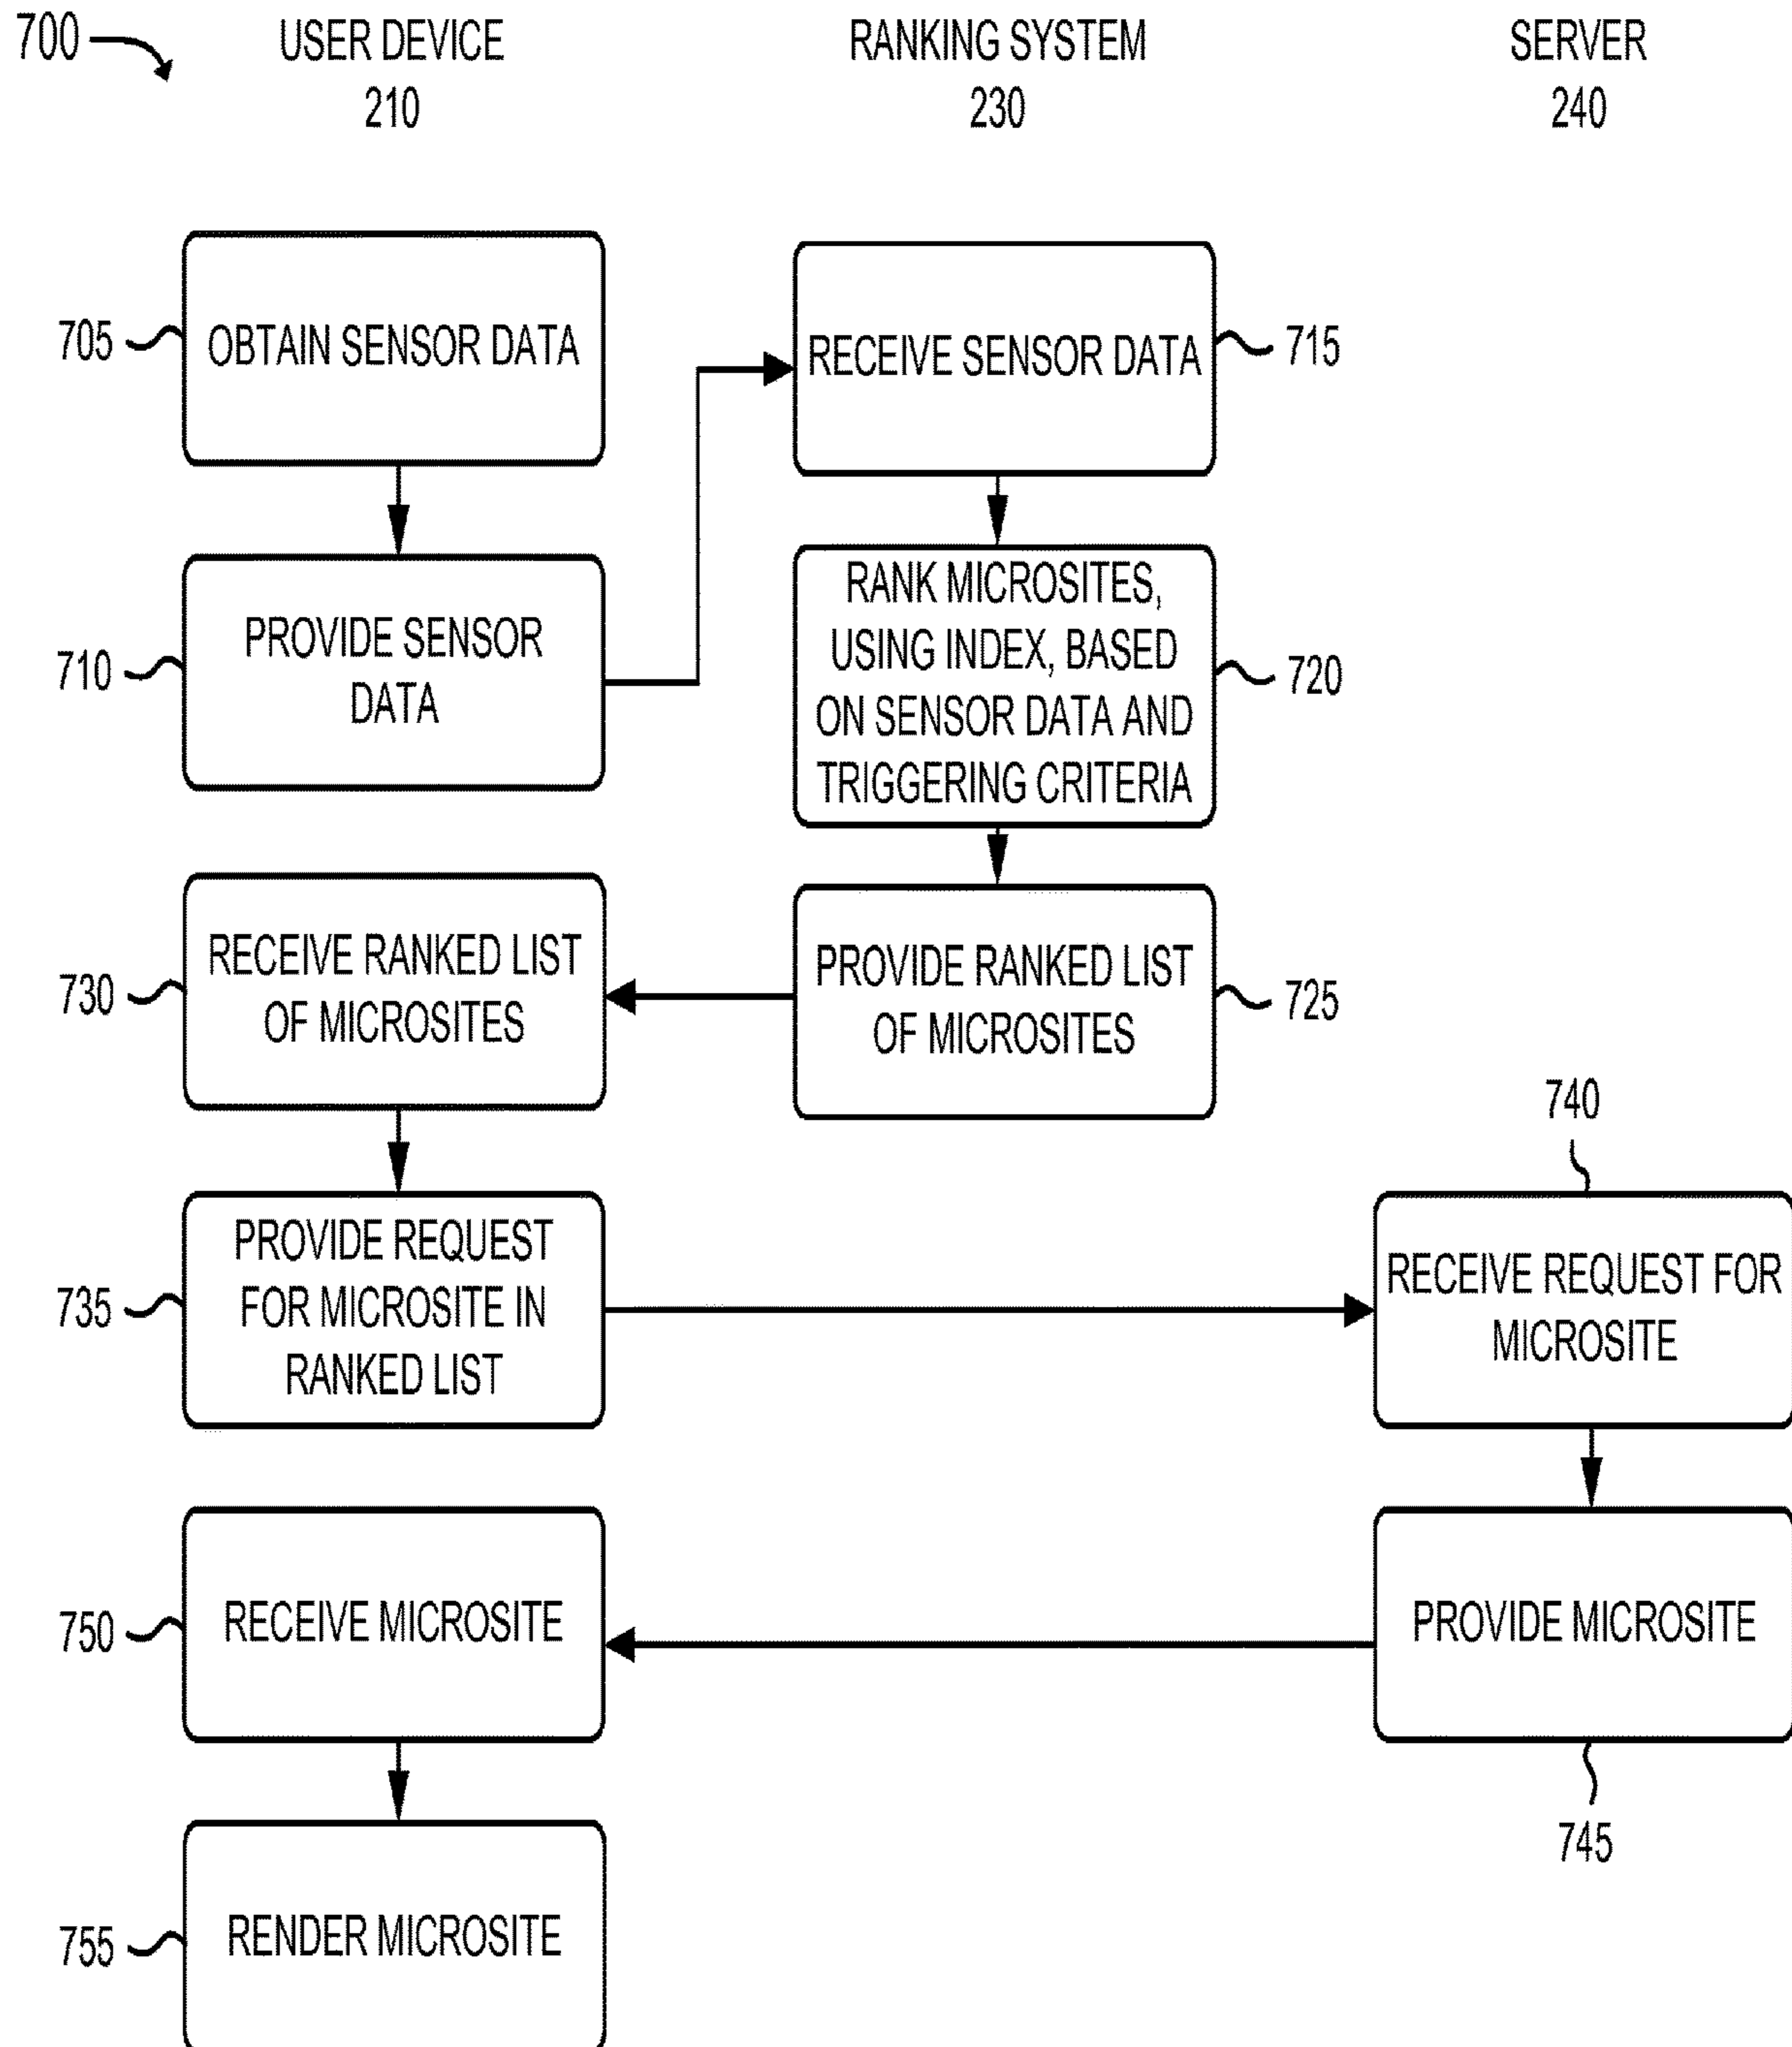 700
USER DEVICE
210
RANKING SYSTEM
230
SERVER
240
705
OBTAIN SENSOR DATA
RECEIVE SENSOR DATA
715
710
PROVIDE SENSOR
DATA
RANK MICROSITES,
USING INDEX, BASED
ON SENSOR DATA AND
TRIGGERING CRITERIA
720
730
RECEIVE RANKED LIST
OF MICROSITES
PROVIDE RANKED LIST
OF MICROSITES
725
735
PROVIDE REQUEST
FOR MICROSITE IN
RANKED LIST
740
RECEIVE REQUEST FOR
MICROSITE
750
RECEIVE MICROSITE
PROVIDE MICROSITE
745
755
RENDER MICROSITE